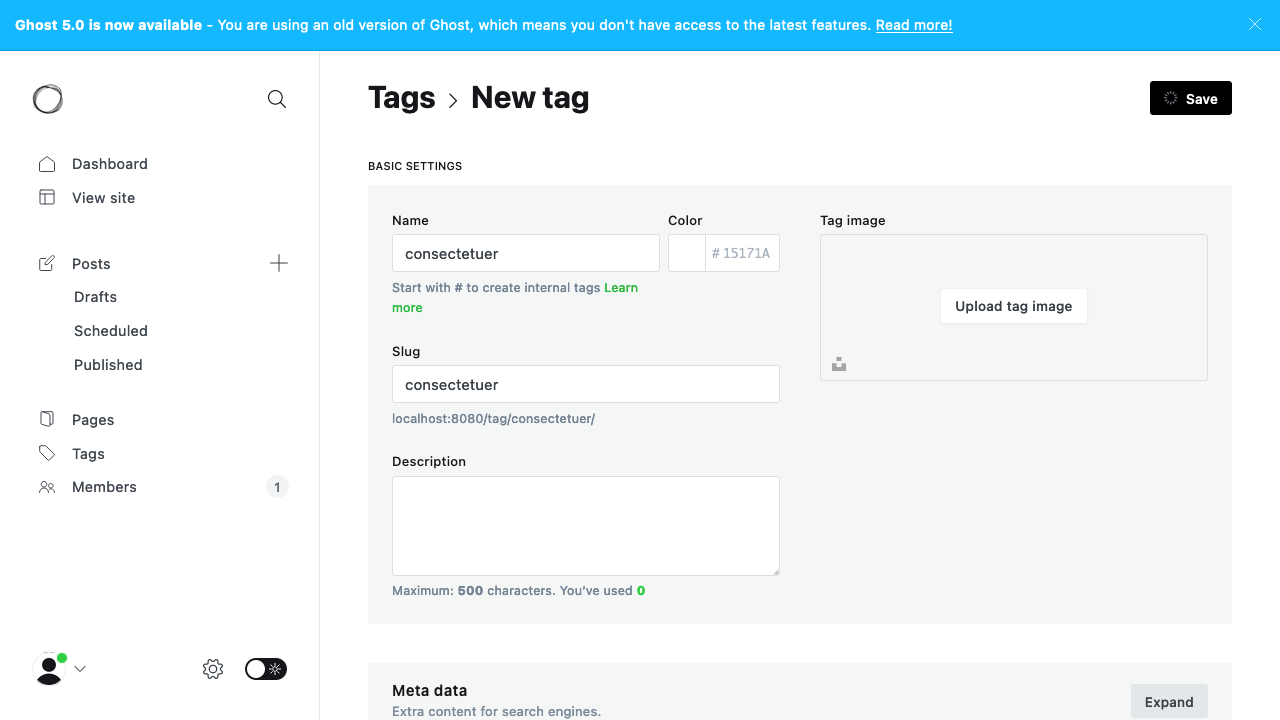 Ghost 5.0 is now available - You are using an old version of Ghost, which means you don't have access to the latest features. Read more!
Tags > New tag
Save
Dashboard
View site
Posts
Drafts
Scheduled
Published
Pages
Tags
Members
1
BASIC SETTINGS
Name
consectetuer
Start with # to create internal tags Learn
more
Color
# 15171A
Slug
consectetuer
localhost:8080/tag/consectetuer/
Description
Maximum: 500 characters. You've used 0
Tag image
Upload tag image
Meta data
Extra content for search engines.
Expand